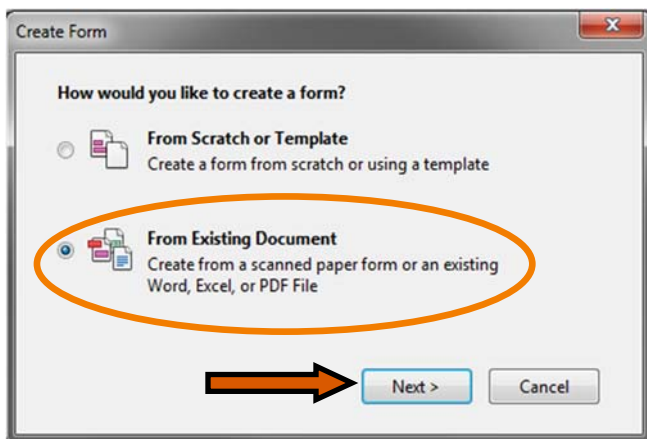 Create Form
How would you like to create a form?
From Scratch or Template
Create a form from scratch or using a template
From Existing Document
Create from a scanned paper form or an existing
Word, Excel, or PDF File
Next >
Cancel